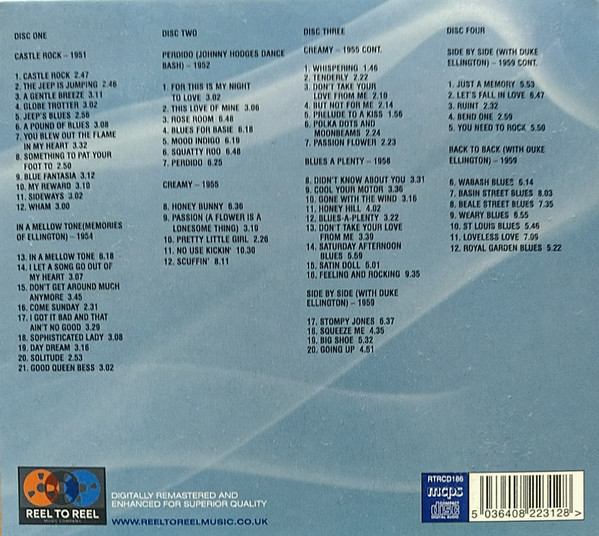 DISC ONE
CASTLE ROCK - 1951
1. CASTLE ROCK 2.47
2. THE JEEP IS JUMPING 2.46
3. A GENTLE BREEZE 3.11
4. GLOBE TROTTER 3.02
5. JEEP'S BLUES 2.56
6. A POUND OF BLUES 3.08
7. YOU BLEW OUT THE FLAME
IN MY HEART 3.32
8. SOMETHING TO PAT YOUR
FOOT TO 2.50
9. BLUE FANTASIA 3.12
10. MY REWARD 3.10
11. SIDEWAYS 3.02
12. WHAM 3.00
IN A MELLOW TONE(MEMORIES
OF ELLINGTON) - 1954
13. IN A MELLOW TONE 6.18
14. I LET A SONG GO OUT OF
MY HEART 3.07
15. DON'T GET AROUND MUCH
ANYMORE 3.45
16. COME SUNDAY 2.31
17. I GOT IT BAD AND THAT
AIN'T NO GOOD 3.29
18. SOPHISTICATED LADY 3.08
19. DAY DREAM 3.16
20. SOLITUDE 2.53
21. GOOD QUEEN BESS 3.02
DISC TWO
PERDIDO (JOHNNY HODGES DANCE
BASH) - 1952
1. FOR THIS IS MY NIGHT
TO LOVE 3.02
2. THIS LOVE OF MINE 3.06
3. ROSE ROOM 6.48
4. BLUES FOR BASIE 6.18
5. MOOD INDIGO 6.19
6. SQUATTY ROO 6.48
7. PERDIDO 6.25
CREAMY - 1955
8. HONEY BUNNY 6.36
9. PASSION (A FLOWER IS A
LONESOME THING) 3.19
10. PRETTY LITTLE GIRL 2.26
11. NO USE KICKIN' 10.30
12. SCUFFIN' 8.11
DISC THREE
CREAMY - 1955 CONT.
1. WHISPERING 1.46
2. TENDERLY 2.22
3. DON'T TAKE YOUR
LOVE FROM ME 2.10
4. BUT NOT FOR ME 2.14
5. PRELUDE TO A KISS 1.56
6. POLKA DOTS AND
MOONBEAMS 2.24
7. PASSION FLOWER 2.23
BLUES A PLENTY - 1958
8. DIDN'T KNOW ABOUT YOU 3.31
9. COOL YOUR MOTOR 3.36
10. GONE WITH THE WIND 3.16
11. HONEY HILL 4.02
12. BLUES-A-PLENTY 3.22
13. DON'T TAKE YOUR LOVE
FROM ME 3.39
14. SATURDAY AFTERNOON
BLUES 5.59
15. SATIN DOLL 5.01
16. FEELING AND ROCKING 9.35
SIDE BY SIDE (WITH DUKE
ELLINGTON) - 1959
17. STOMPY JONES 6.37
18. SQUEEZE ME 4.35
19. BIG SHOE 5.32
20. GOING UP 4.51
DISC FOUR
SIDE BY SIDE (WITH DUKE
ELLINGTON) - 1959 CONT.
1. JUST A MEMORY 5.53
2. LET'S FALL IN LOVE 6.47
3. RUINT 2.32
4. BEND ONE 2.59
5. YOU NEED TO ROCK 5.50
BACK TO BACK (WITH DUKE
ELLINGTON) - 1959
6. WABASH BLUES 6.14
7. BASIN STREET BLUES 8.03
8. BEALE STREET BLUES 7.35
9. WEARY BLUES 6.55
10. ST LOUIS BLUES 5.46
11. LOVELESS LOVE 7.09
12. ROYAL GARDEN BLUES 5.22
REEL TO REEL
MUSIC COMPANY
DIGITALLY REMASTERED AND
ENHANCED FOR SUPERIOR QUALITY
WWW.REELTOREELMUSIC.CO.UK
RTRCD186
mcps
COMPACT
disc
DIGITAL AUDIO
5 036408 223128 >